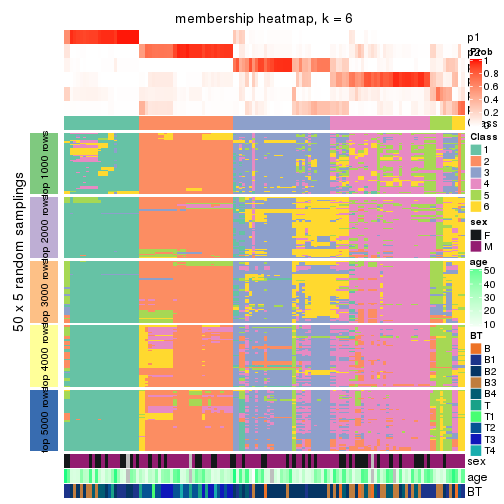 membership heatmap, k = 6
p1
p2
Prob
1
0.8
0.6
0.4
0.2
0
Class
1
2
3
4
5
6
sex
F
M
age
50
40
30
20
10
BT
B
B1
B2
B3
B4
T
T1
T2
T3
T4
50 x 5 random samplings
top 1000 rows
top 2000 rows
top 3000 rows
top 4000 rows
top 5000 rows
sex
age
BT